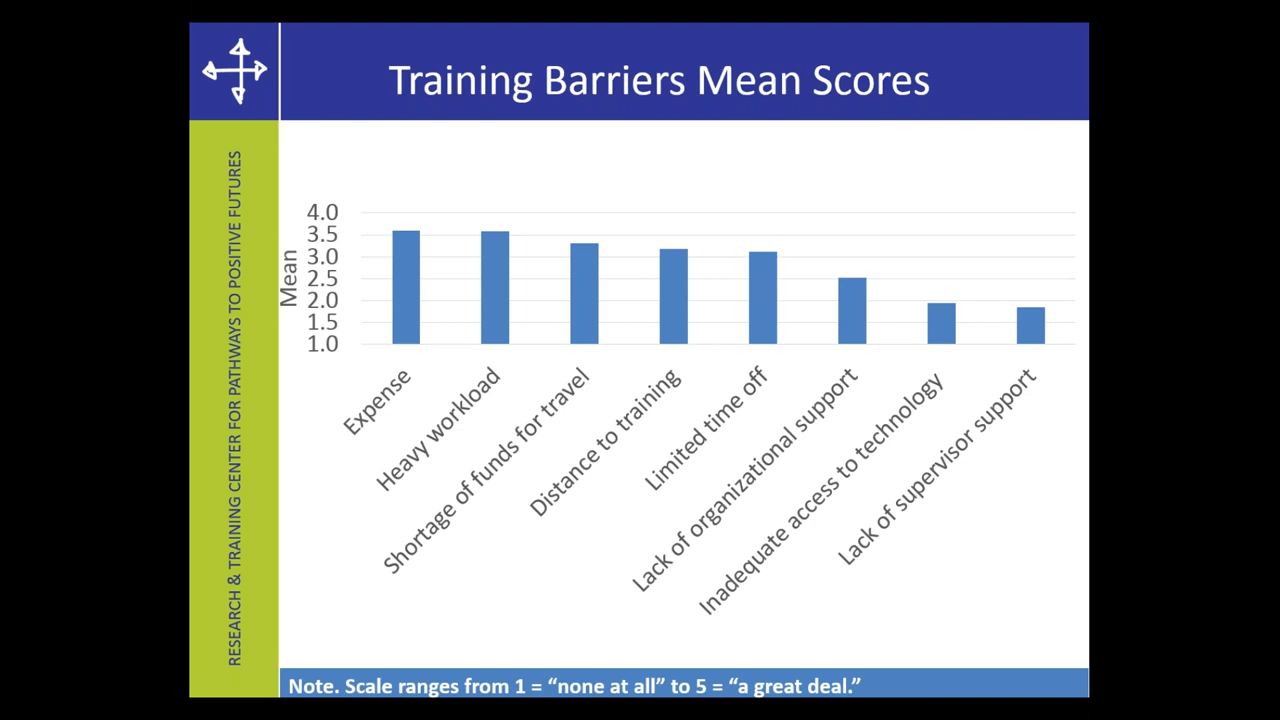 Training Barriers Mean Scores
RESEARCH & TRAINING CENTER FOR PATHWAYS TO POSITIVE FUTURES
Mean
4.0
3.5
3.0
2.5
2.0
1.5
1.0
Expense
Heavy workload
Shortage of funds for travel
Distance to training
Limited time off
Lack of organizational support
Inadequate access to technology
Lack of supervisor support
Note. Scale ranges from 1 = “none at all” to 5 = “a great deal.”